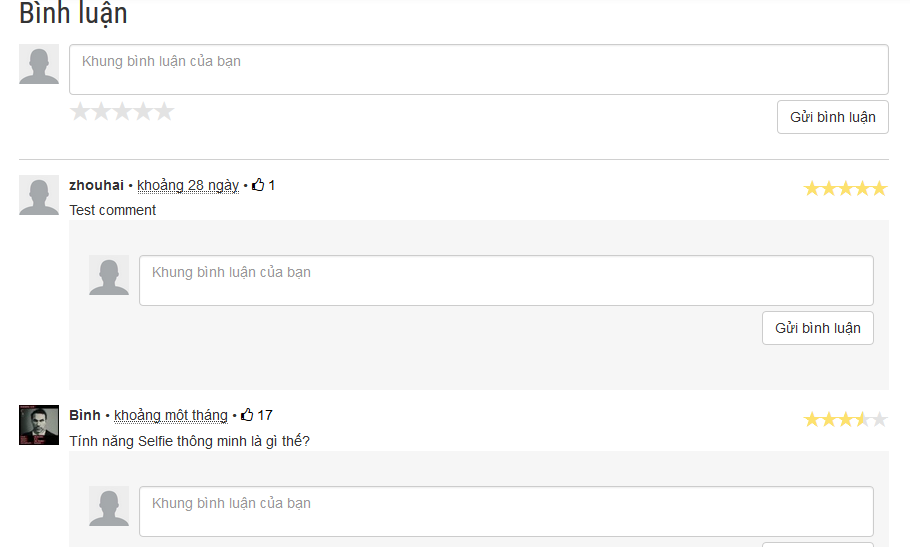 Bình luận
Khung bình luận của bạn
Gửi bình luận
zhouhai • khoảng 28 ngày • 1
Test comment
Khung bình luận của bạn
Gửi bình luận
Bình • khoảng một tháng • 17
Tính năng Selfie thông minh là gì thế?
Khung bình luận của bạn